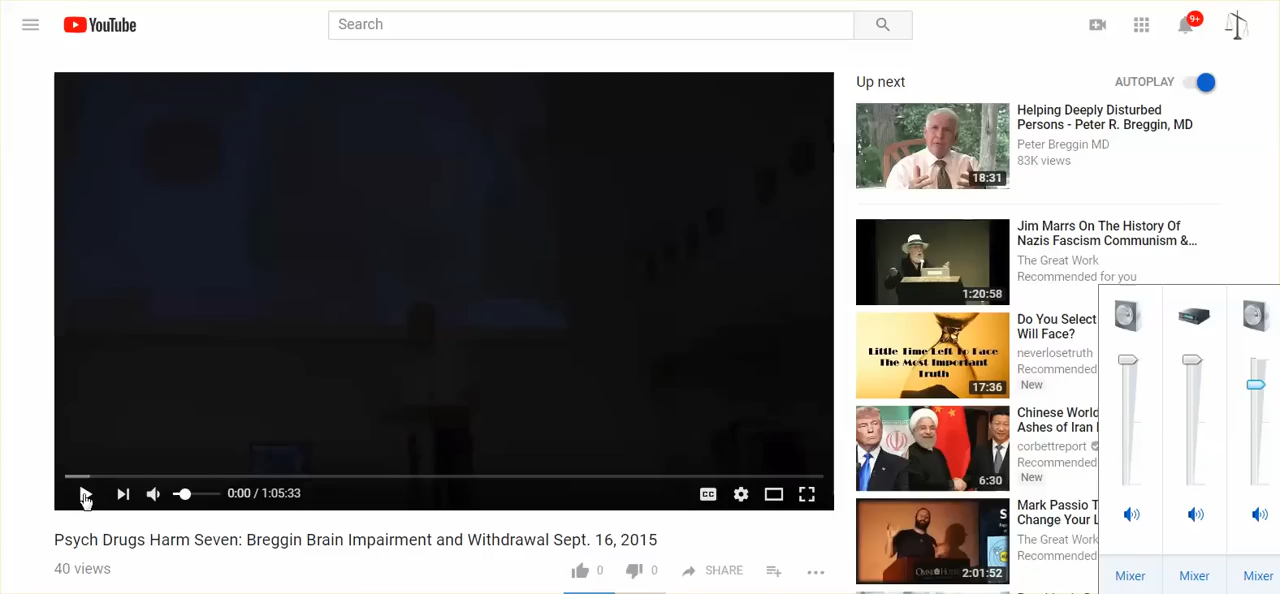 YouTube
Search
9+
Up next
AUTOPLAY
Helping Deeply Disturbed
Persons - Peter R. Breggin, MD
Peter Breggin MD
83K views
18:31
Jim Marrs On The History Of
Nazis Fascism Communism &...
The Great Work
Recommended for you
1:20:58
Do You Select
Will Face?
neverlosetruth
Recommended
New
Little Time Left To Face
The Most Important
Truth
17:36
Chinese World
Ashes of Iran
corbettreport
Recommended
New
6:30
Mark Passio T
Change Your L
The Great Work
Recommended
2:01:52
0:00 / 1:05:33
CC
Psych Drugs Harm Seven: Breggin Brain Impairment and Withdrawal Sept. 16, 2015
40 views
0
0
SHARE
Mixer
Mixer
Mixer